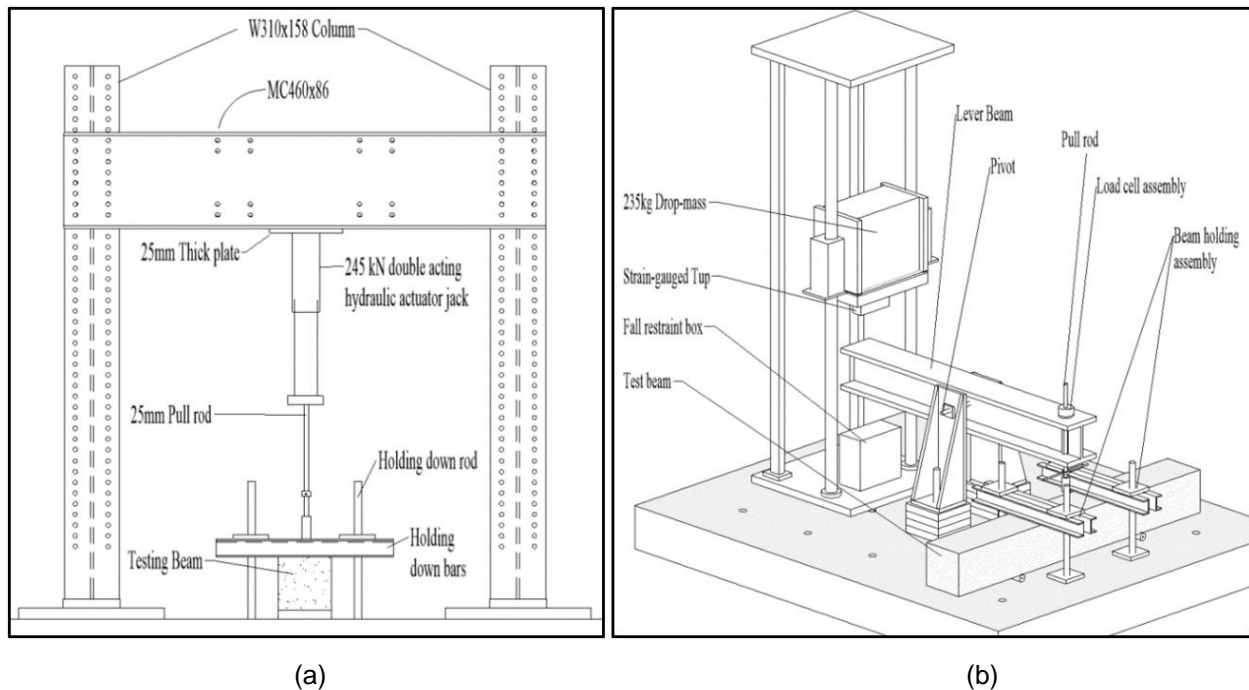 W310x158 Column
MC460x86
25mm Thick plate
245 kN double acting
hydraulic actuator jack
25mm Pull rod
Holding down rod
Testing Beam
Holding
down bars
(a)
Lever Beam
Pull rod
Pivot
Load cell assembly
235kg Drop-mass
Beam holding
assembly
Strain-gauged Tup
Fall restraint box
Test beam
(b)